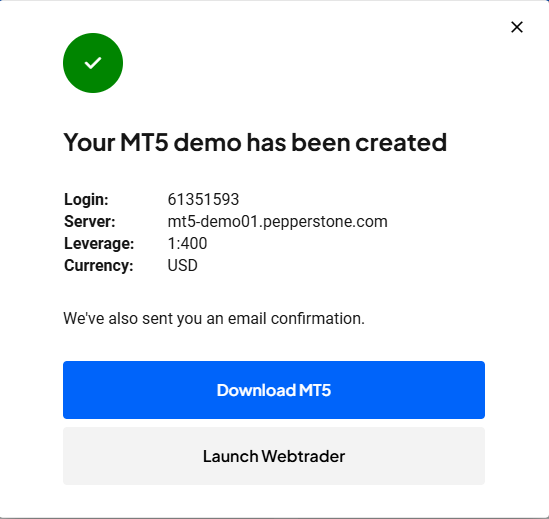 Your MT5 demo has been created
Login: 61351593
Server: mt5-demo01.pepperstone.com
Leverage: 1:400
Currency: USD
We've also sent you an email confirmation.
Download MT5
Launch Webtrader